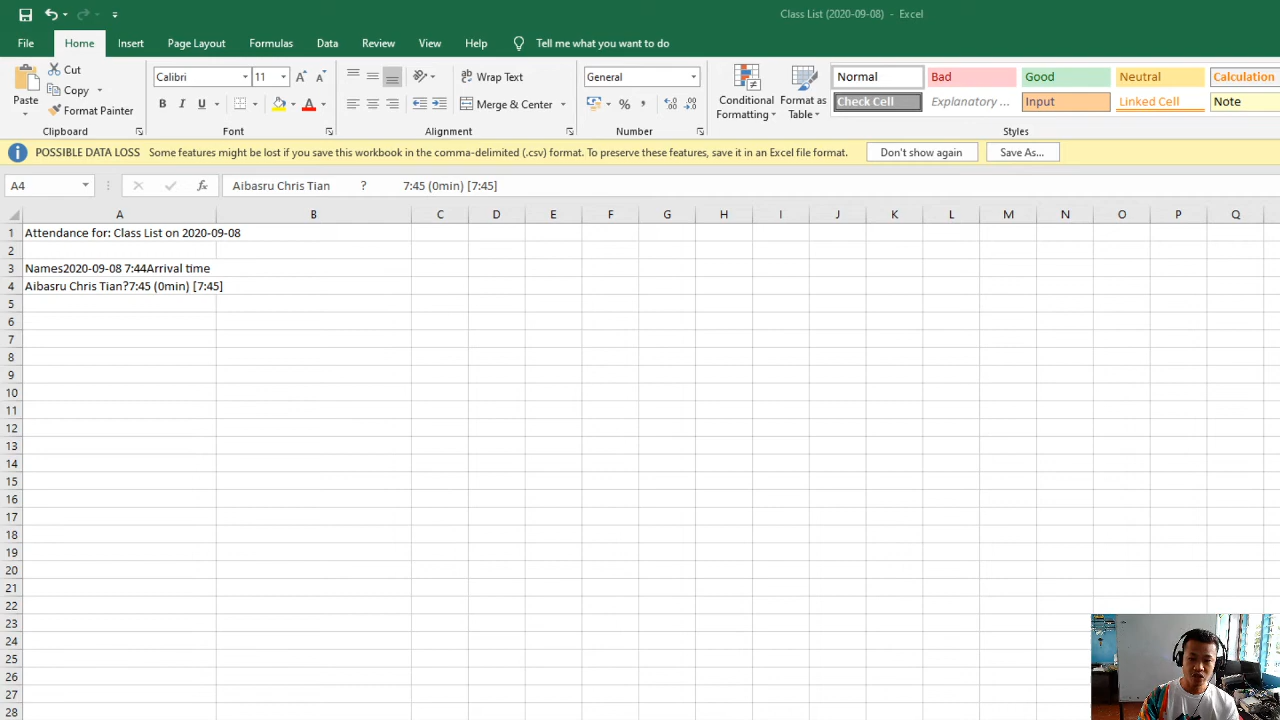 Class List (2020-09-08) - Excel
File Home Insert Page Layout Formulas Data Review View Help Tell me what you want to do
Paste
Cut
Copy
Format Painter
Clipboard
Calibri 11 A A
B I U A
Font
ab Wrap Text
Merge & Center
Alignment
General
% , .0 .00
Number
Conditional Formatting
Format as Table
Normal Bad Good Neutral Calculation
Check Cell Explanatory ... Input Linked Cell Note
Styles
POSSIBLE DATA LOSS Some features might be lost if you save this workbook in the comma-delimited (.csv) format. To preserve these features, save it in an Excel file format. Don't show again Save As...
A4 fx Aibasru Chris Tian ? 7:45 (0min) [7:45]
A B C D E F G H I J K L M N O P Q
1 Attendance for: Class List on 2020-09-08
2
3 Names2020-09-08 7:44Arrival time
4 Aibasru Chris Tian?7:45 (0min) [7:45]
5
6
7
8
9
10
11
12
13
14
15
16
17
18
19
20
21
22
23
24
25
26
27
28